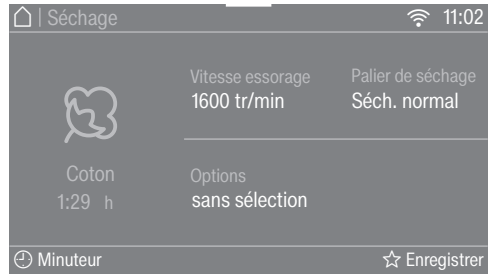 | Séchage
11:02
Vitesse essorage
1600 tr/min
Palier de séchage
Séch. normal
Coton
1:29 h
Options
sans sélection
Minuteur
Enregistrer